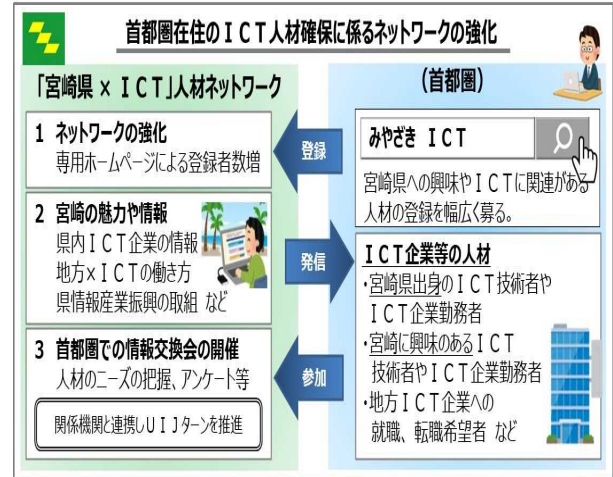 首都圏在住のＩＣＴ人材確保に係るネットワークの強化
「宮崎県 × ＩＣＴ」人材ネットワーク
1 ネットワークの強化
専用ホームページによる登録者数増
2 宮崎の魅力や情報
県内ＩＣＴ企業の情報
地方×ＩＣＴの働き方
県情報産業振興の取組 など
3 首都圏での情報交換会の開催
人材のニーズの把握、アンケート等
関係機関と連携しＵＩＪターンを推進
登録
発信
参加
(首都圏)
みやざき ＩＣＴ
宮崎県への興味やＩＣＴに関連がある
人材の登録を幅広く募る。
ＩＣＴ企業等の人材
・宮崎県出身のＩＣＴ技術者や
ＩＣＴ企業勤務者
・宮崎に興味のあるＩＣＴ
技術者やＩＣＴ企業勤務者
・地方ＩＣＴ企業への
就職、転職希望者 など